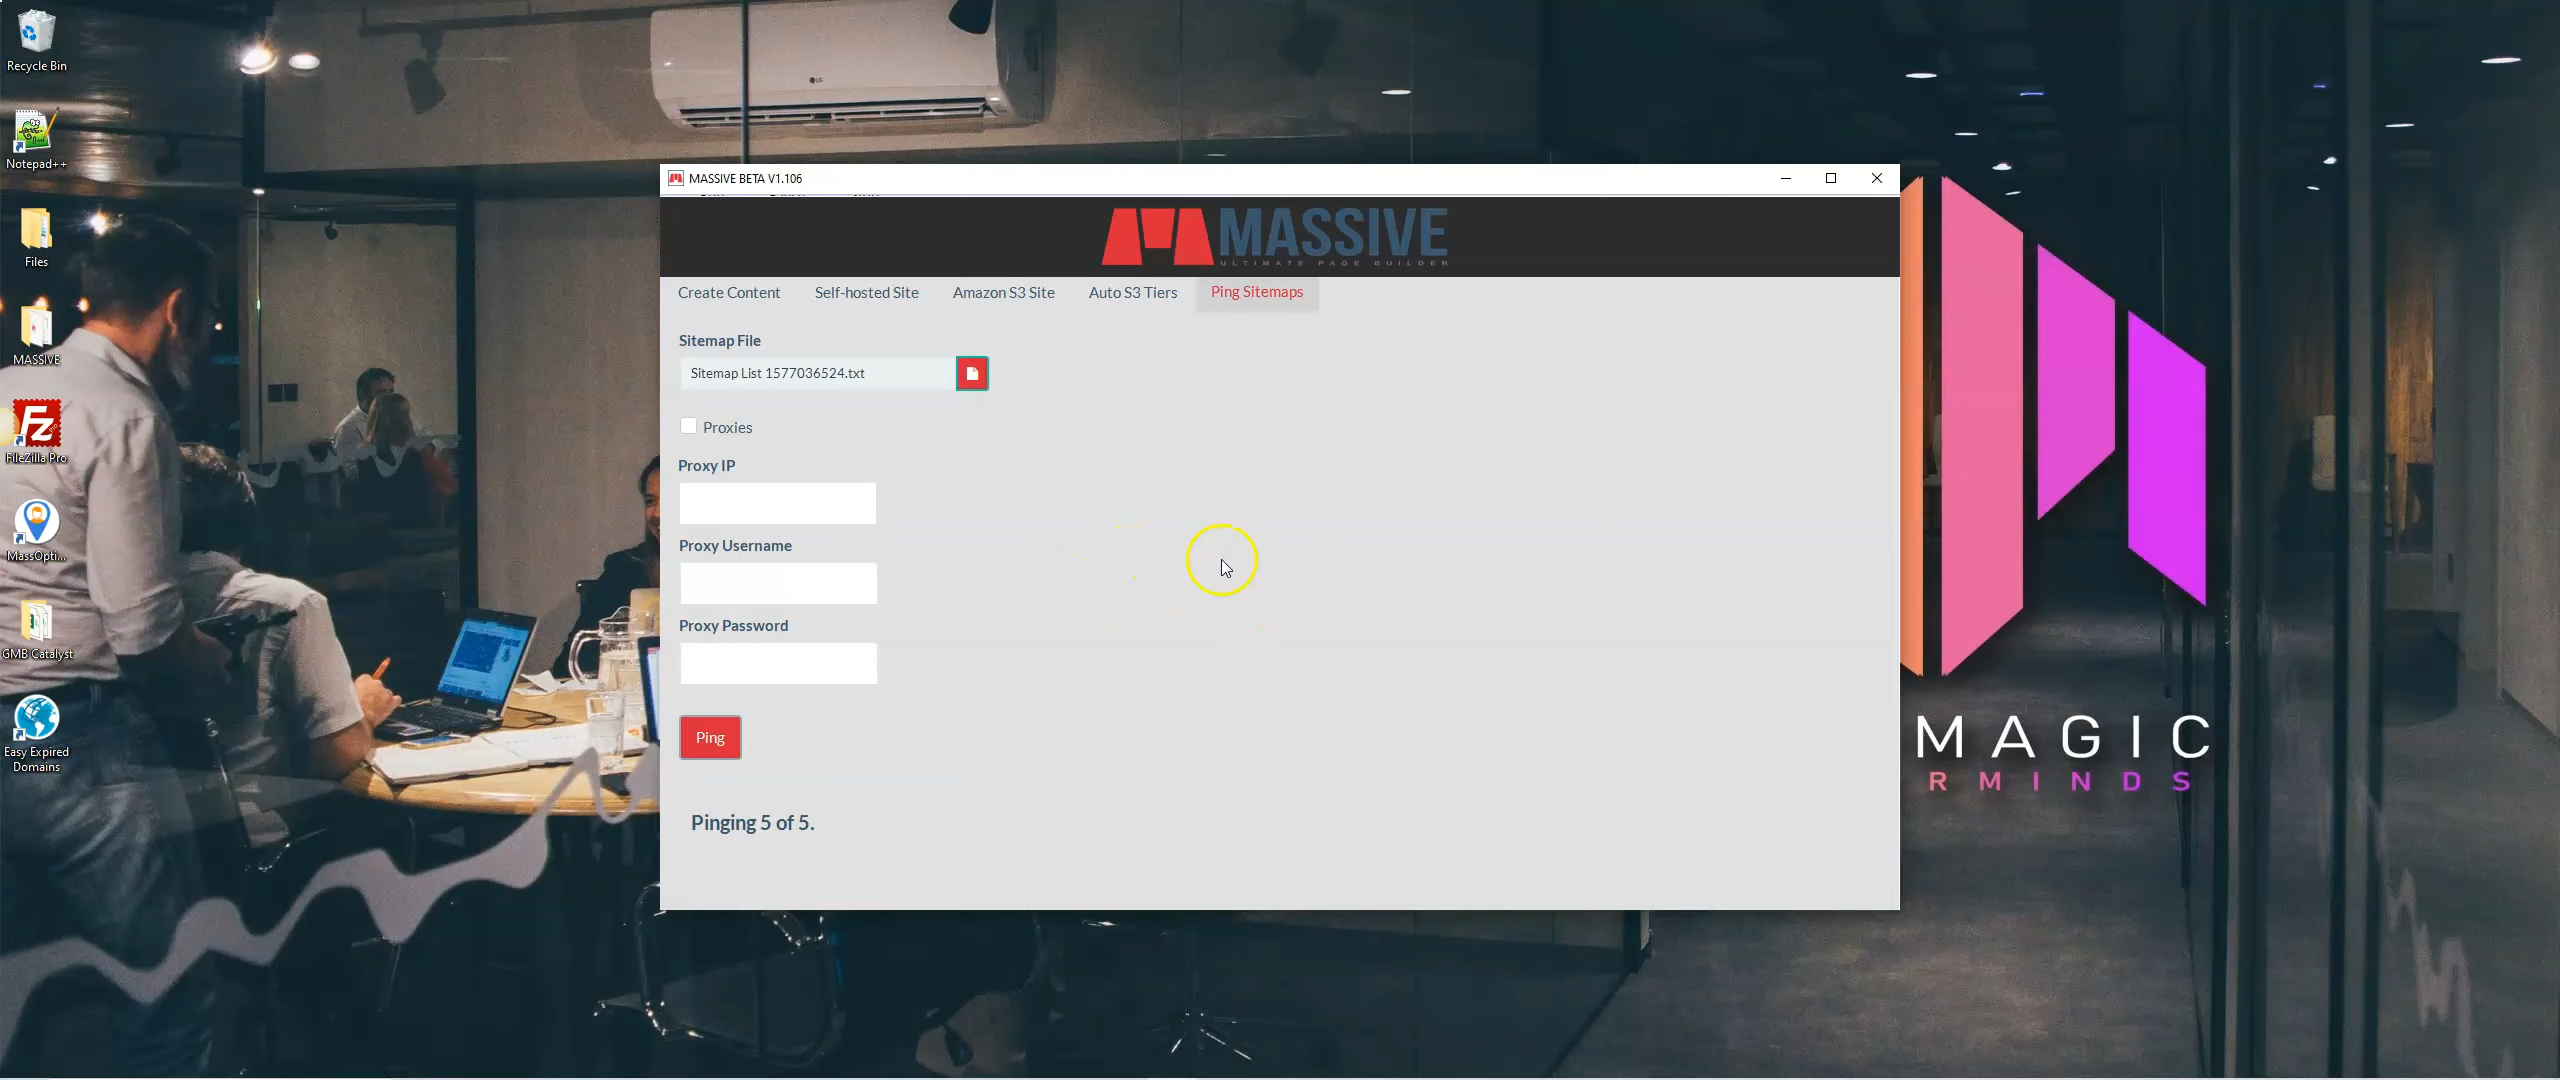 Recycle Bin
Notepad++
Files
MASSIVE
FileZilla Pro
MassOpti...
GMB Catalyst
Easy Expired
Domains
LG
MASSIVE BETA V1.106
MASSIVE
ULTIMATE PAGE BUILDER
Create Content
Self-hosted Site
Amazon S3 Site
Auto S3 Tiers
Ping Sitemaps
Sitemap File
Sitemap List 1577036524.txt
Proxies
Proxy IP
Proxy Username
Proxy Password
Ping
Pinging 5 of 5.
MAGIC
RMINDS